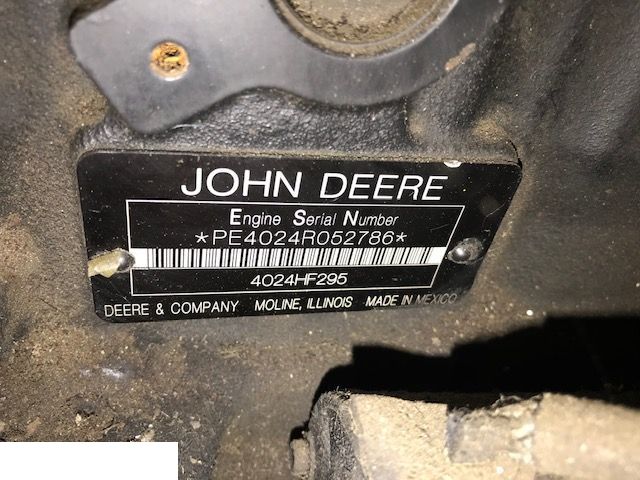 JOHN DEERE
Engine Serial Number
*PE4024R052786*
4024HF295
DEERE & COMPANY MOLINE, ILLINOIS MADE IN MEXICO